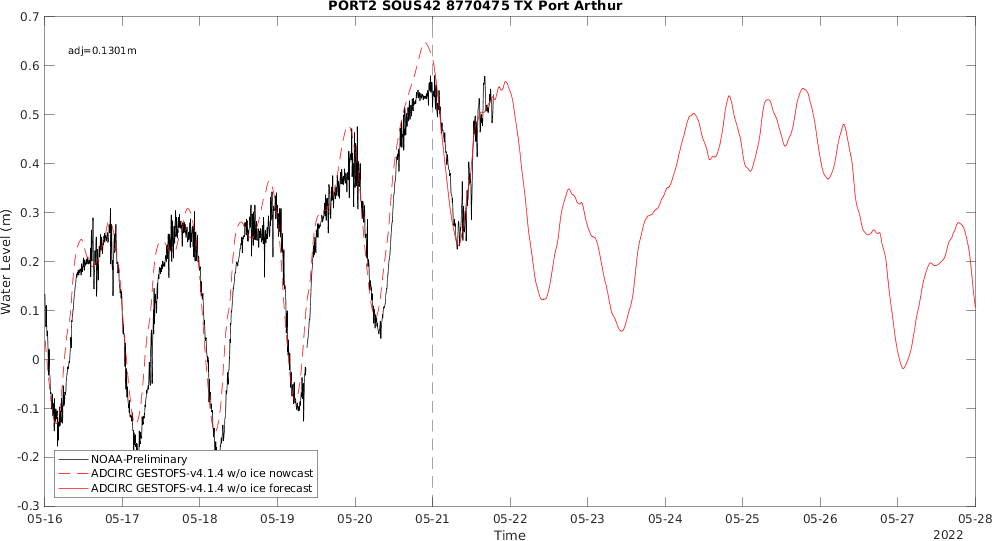 PORT2 SOUS42 8770475 TX Port Arthur
0.7
adj=0.1301m
0.6
0.5
0.4
0.3
0.2
0.1
0
-0.1
-0.2
-0.3
Water Level (m)
NOAA-Preliminary
ADCIRC GESTOFS-v4.1.4 w/o ice nowcast
ADCIRC GESTOFS-v4.1.4 w/o ice forecast
05-16 05-17 05-18 05-19 05-20 05-21 05-22 05-23 05-24 05-25 05-26 05-27 05-28
Time
2022